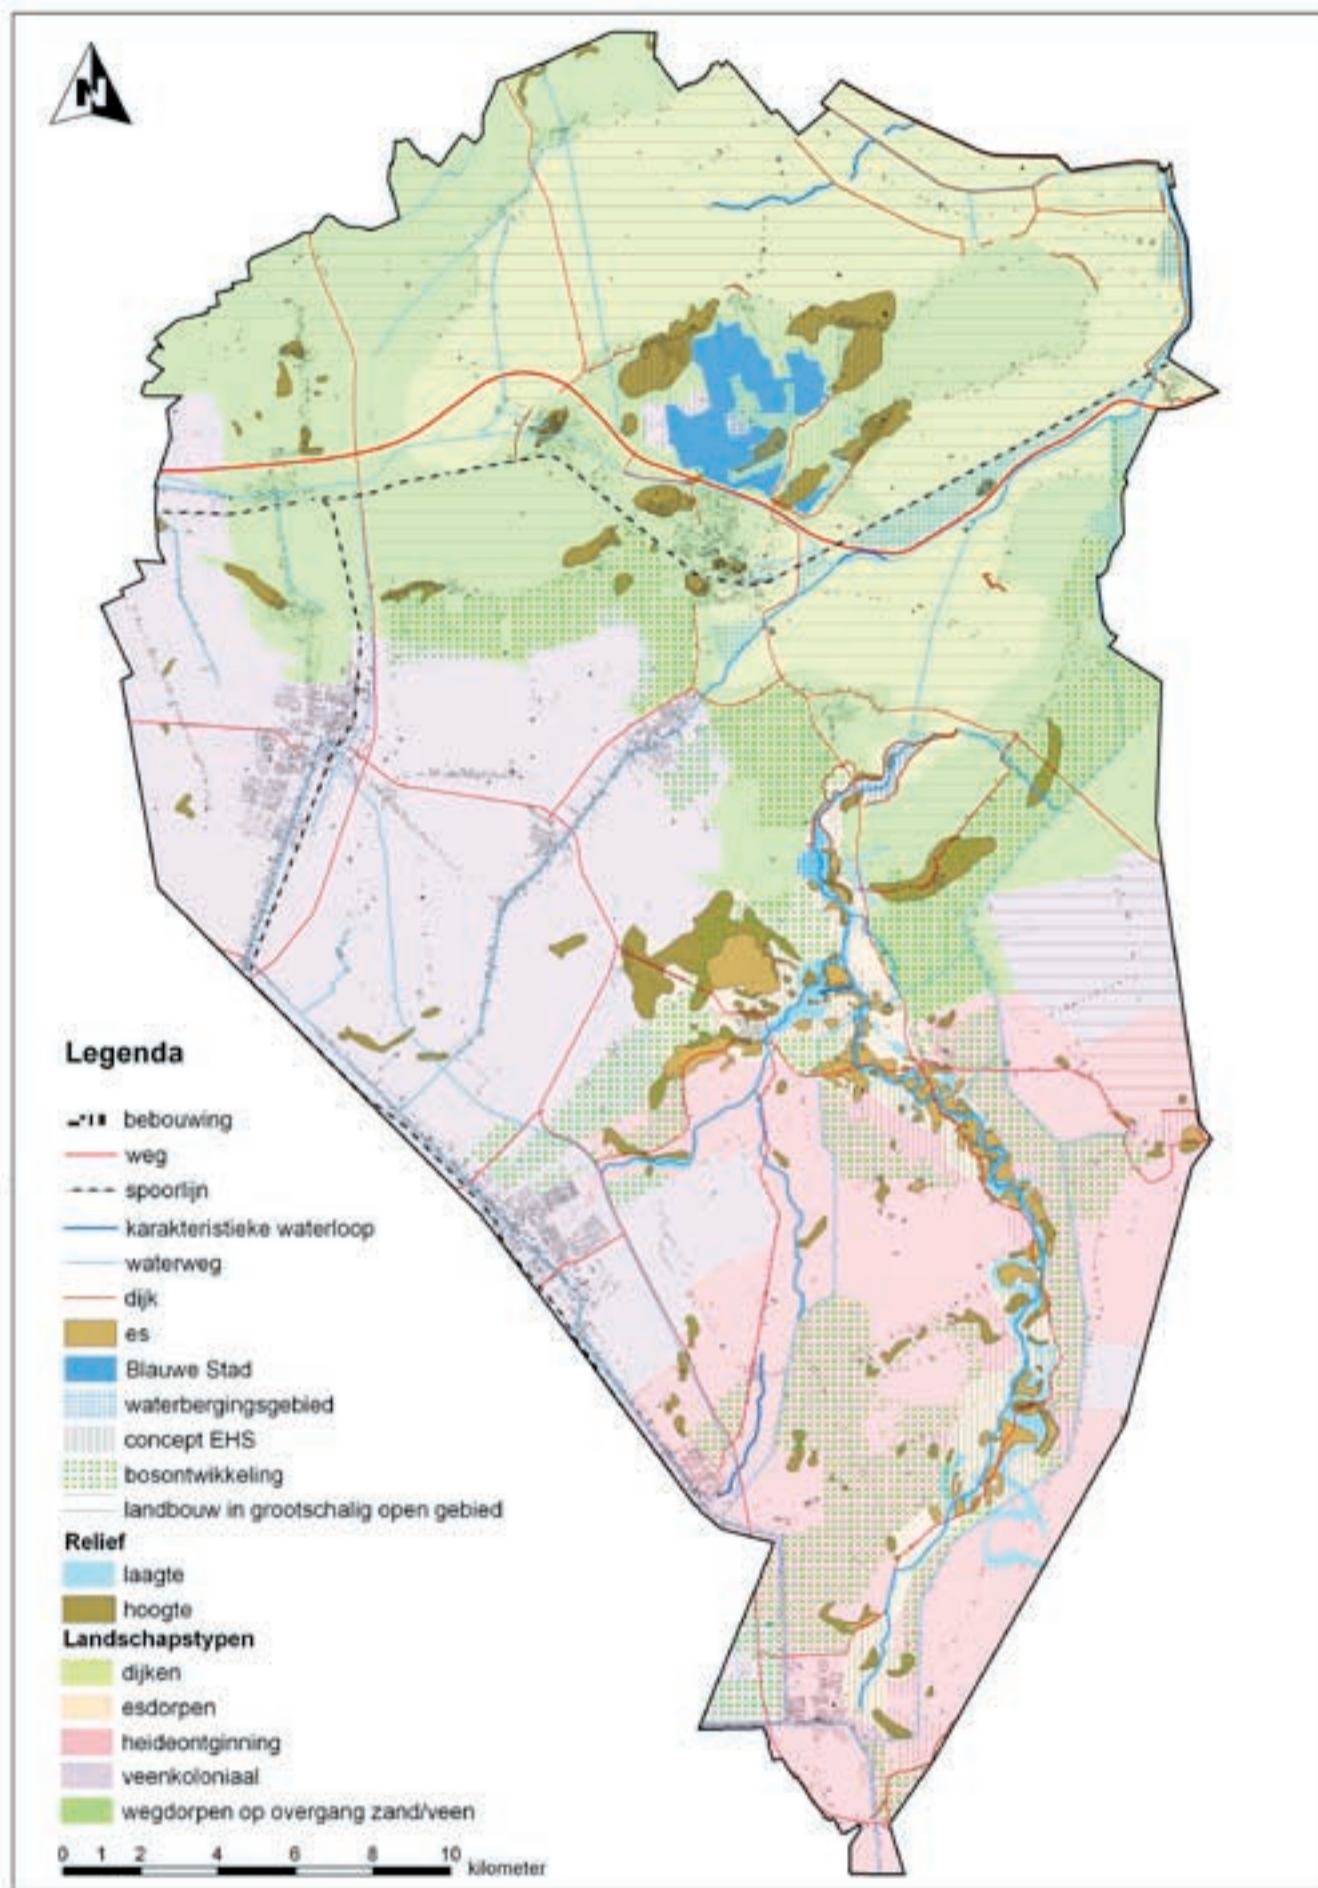 N
Legenda
bebouwing
weg
spoorlijn
karakteristieke waterloop
waterweg
dijk
es
Blauwe Stad
waterbergingsgebied
concept EHS
bosontwikkeling
landbouw in grootschalig open gebied
Relief
laagte
hoogte
Landschapstypen
dijken
esdorpen
heideontginning
veenkoloniaal
wegdorpen op overgang zand/veen
0 1 2 4 6 8 10
kilometer